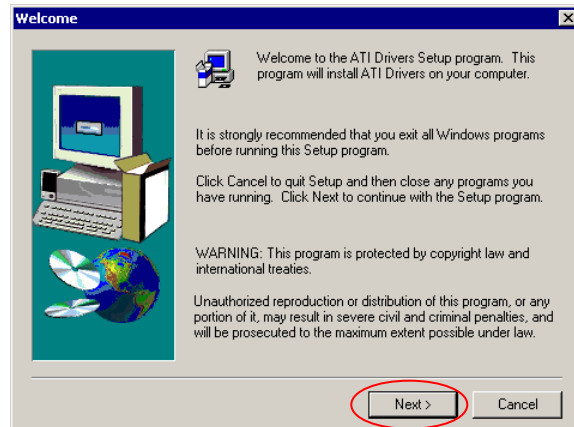 Welcome
Welcome to the ATI Drivers Setup program. This
program will install ATI Drivers on your computer.
It is strongly recommended that you exit all Windows programs
before running this Setup program.
Click Cancel to quit Setup and then close any programs you
have running. Click Next to continue with the Setup program.
WARNING: This program is protected by copyright law and
international treaties.
Unauthorized reproduction or distribution of this program, or any
portion of it, may result in severe civil and criminal penalties, and
will be prosecuted to the maximum extent possible under law.
Next >
Cancel